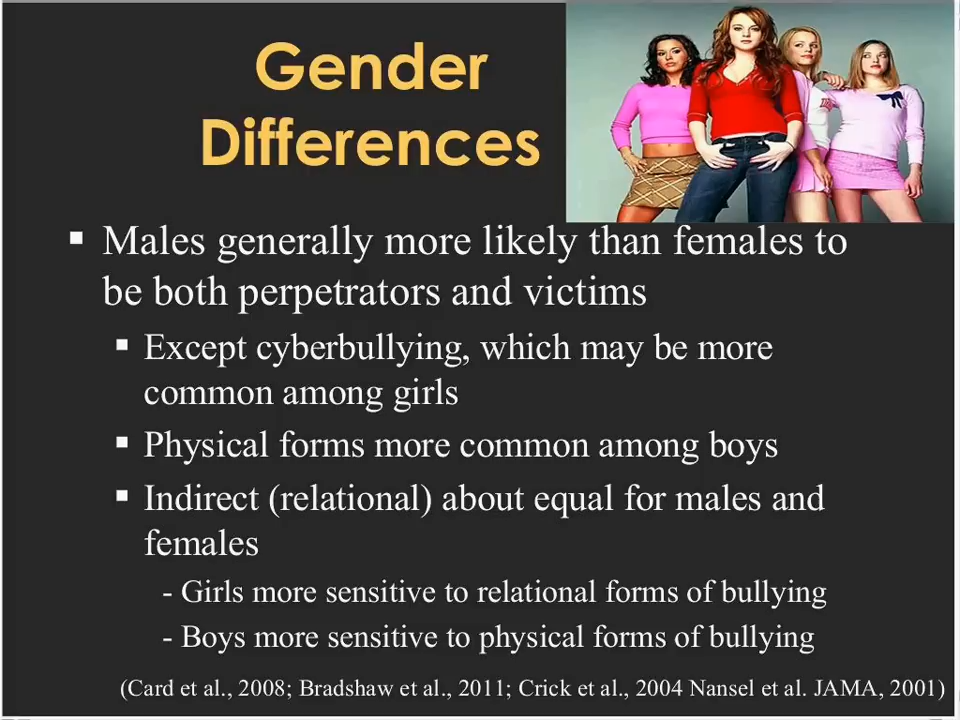 Gender
Differences
▪ Males generally more likely than females to
be both perpetrators and victims
▪ Except cyberbullying, which may be more
common among girls
▪ Physical forms more common among boys
▪ Indirect (relational) about equal for males and
females
- Girls more sensitive to relational forms of bullying
- Boys more sensitive to physical forms of bullying
(Card et al., 2008; Bradshaw et al., 2011; Crick et al., 2004 Nansel et al. JAMA, 2001)